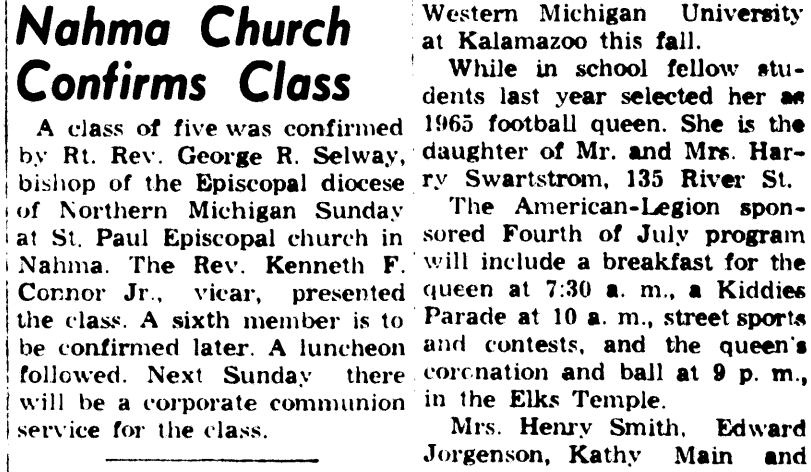 Nahma Church
Confirms Class
A class of five was confirmed
by Rt. Rev. George R. Selway,
bishop of the Episcopal diocese
of Northern Michigan Sunday
at St. Paul Episcopal church in
Nahma. The Rev. Kenneth F.
Connor Jr., vicar, presented
the class. A sixth member is to
be confirmed later. A luncheon
followed. Next Sunday there
will be a corporate communion
service for the class.
Western Michigan University
at Kalamazoo this fall.
While in school fellow stu-
dents last year selected her as
1965 football queen. She is the
daughter of Mr. and Mrs. Har-
ry Swartstrom, 135 River St.
The American-Legion spon-
sored Fourth of July program
will include a breakfast for the
queen at 7:30 a. m., a Kiddies
Parade at 10 a. m., street sports
and contests, and the queen's
coronation and ball at 9 p. m.,
in the Elks Temple.
Mrs. Henry Smith, Edward
Jorgenson, Kathy Main and